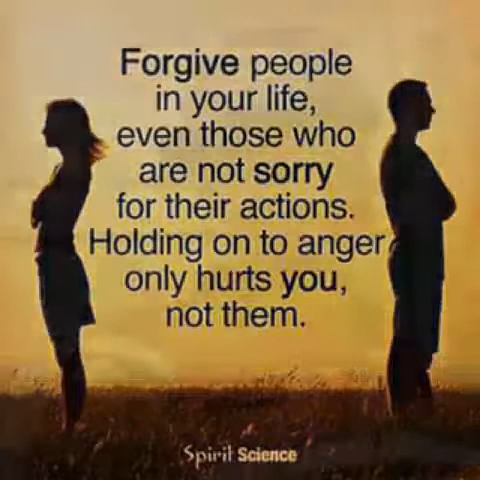 Forgive people
in your life,
even those who
are not sorry
for their actions.
Holding on to anger
only hurts you,
not them.
Spirit Science